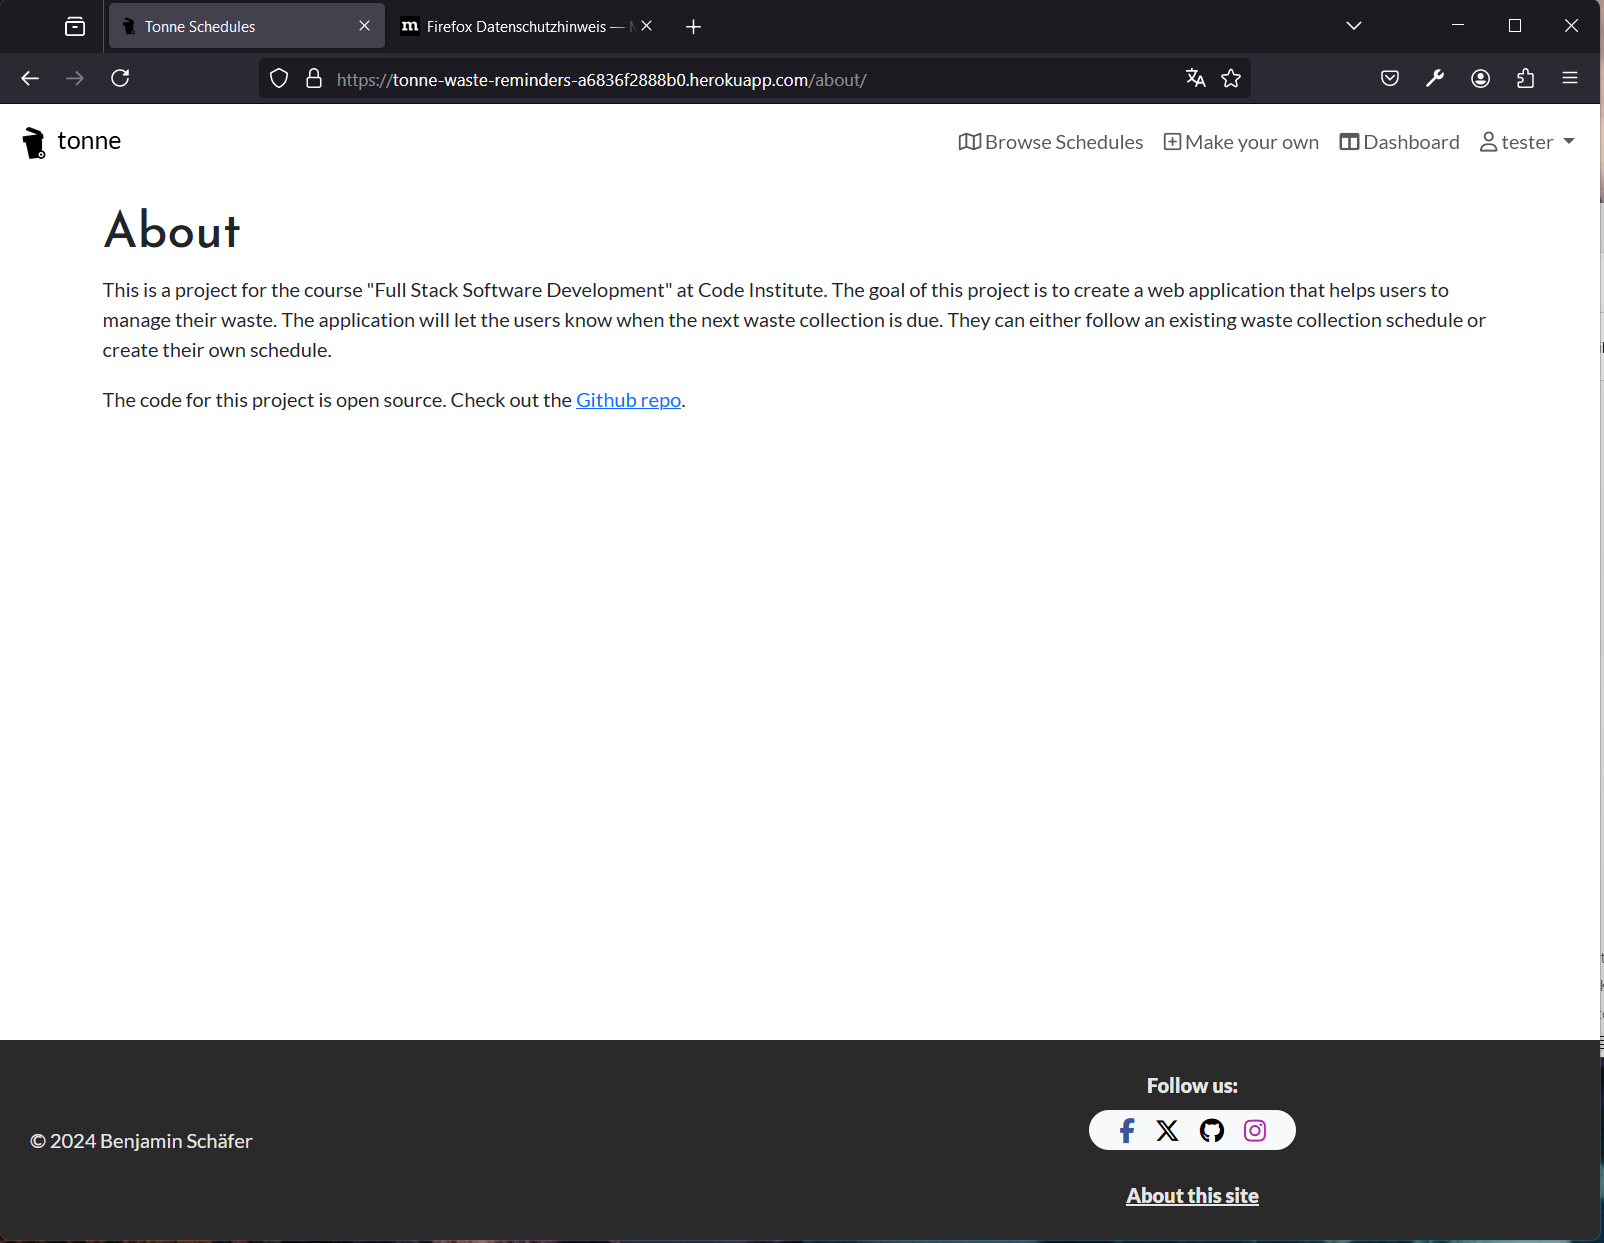 Tonne Schedules
Firefox Datenschutzhinweis —
https://tonne-waste-reminders-a6836f2888b0.herokuapp.com/about/
tonne
Browse Schedules
Make your own
Dashboard
tester
About
This is a project for the course "Full Stack Software Development" at Code Institute. The goal of this project is to create a web application that helps users to
manage their waste. The application will let the users know when the next waste collection is due. They can either follow an existing waste collection schedule or
create their own schedule.
The code for this project is open source. Check out the Github repo.
Follow us:
© 2024 Benjamin Schäfer
About this site